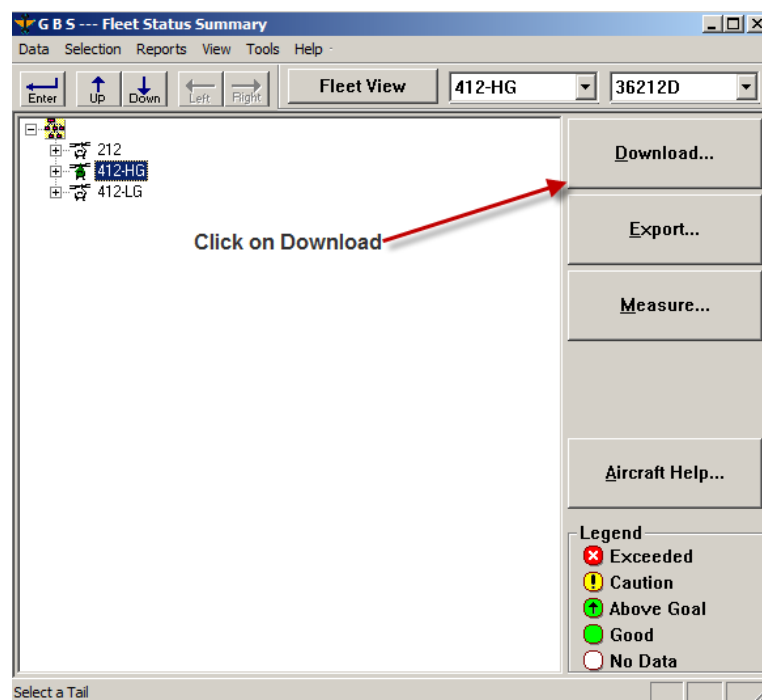 G B S --- Fleet Status Summary
Data Selection Reports View Tools Help
Enter Up Down Left Right Fleet View 412-HG 36212D
212
412-HG
412-LG
Click on Download
Download...
Export...
Measure...
Aircraft Help...
Legend
Exceeded
Caution
Above Goal
Good
No Data
Select a Tail